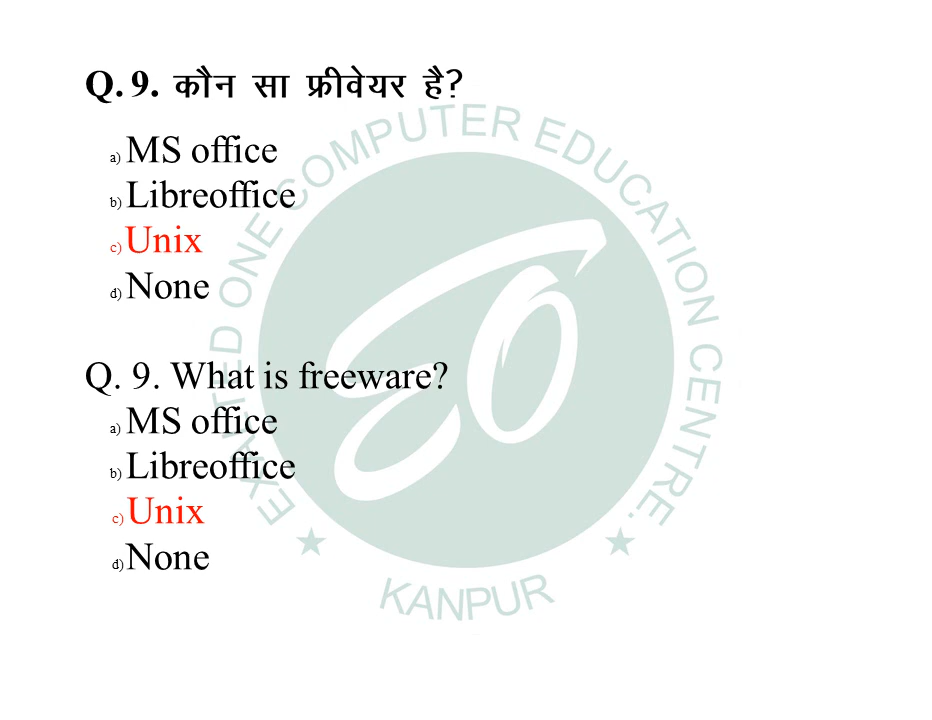 Q. 9. कौन सा फ्रीवेयर है?
a) MS office
b) Libreoffice
c) Unix
d) None
Q. 9. What is freeware?
a) MS office
b) Libreoffice
c) Unix
d) None
EXALTED ONE COMPUTER EDUCATION CENTRE.
KANPUR